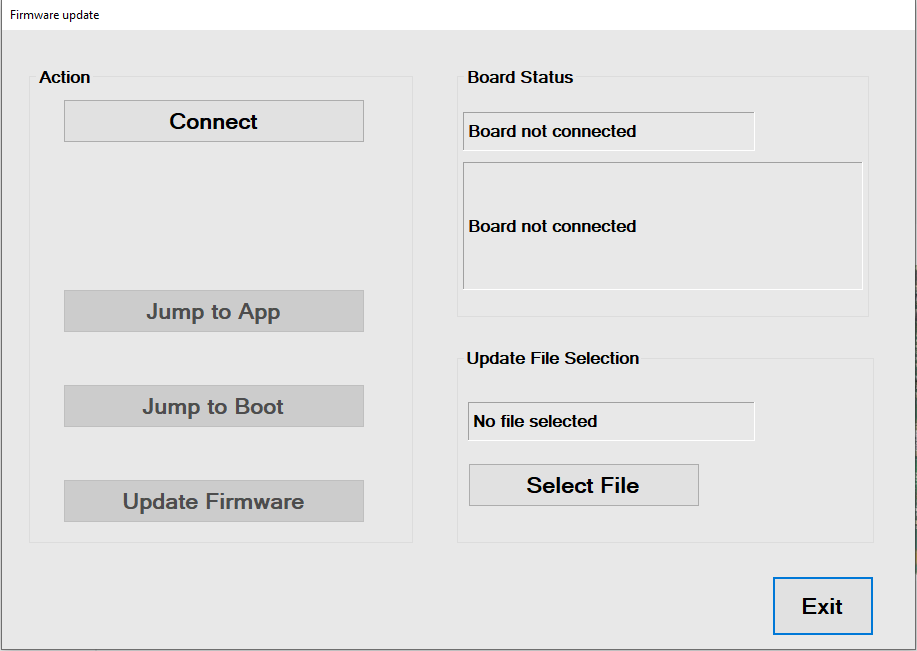 Firmware update
Action
Connect
Jump to App
Jump to Boot
Update Firmware
Board Status
Board not connected
Board not connected
Update File Selection
No file selected
Select File
Exit